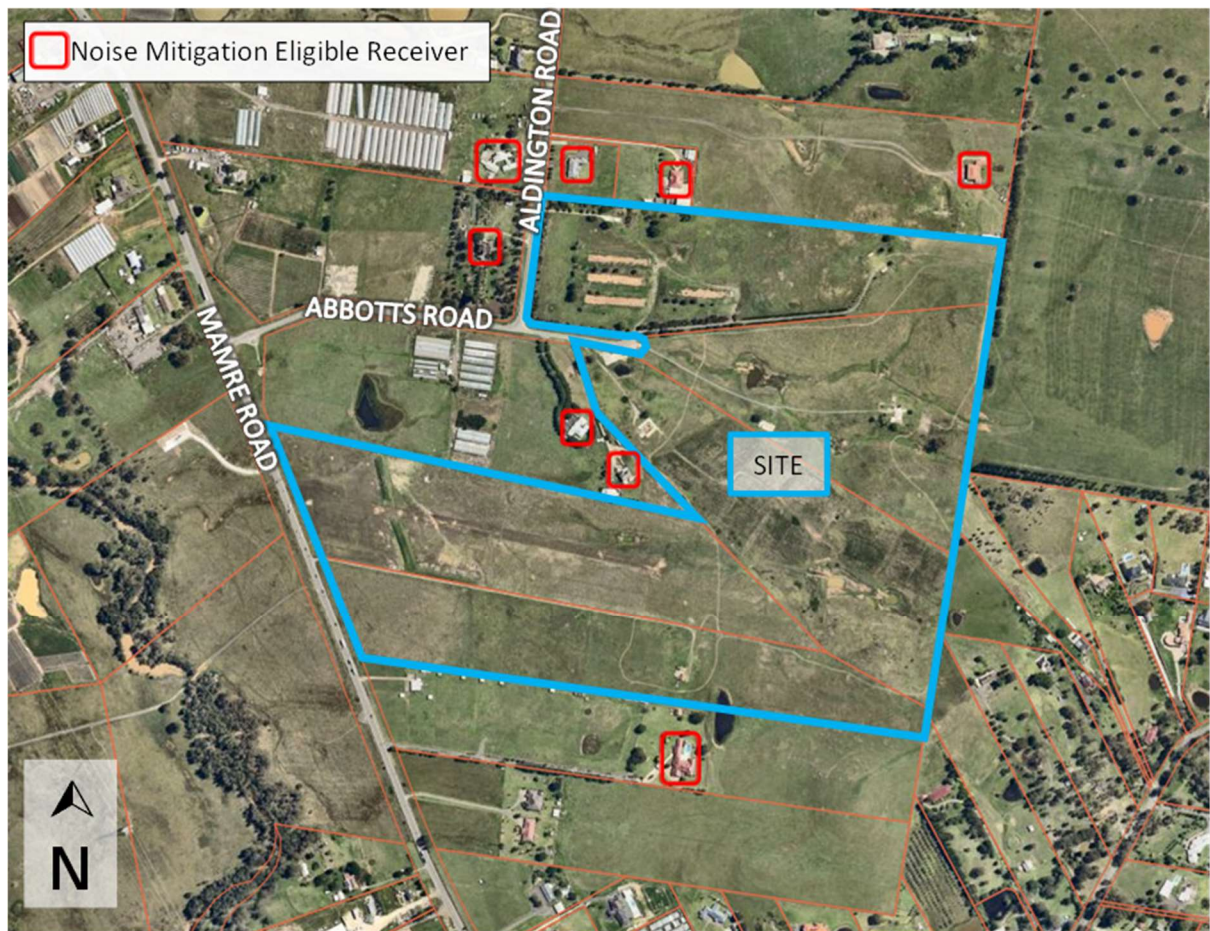 Noise Mitigation Eligible Receiver
ALDINGTON ROAD
ABBOTTS ROAD
MAMRE ROAD
SITE
N